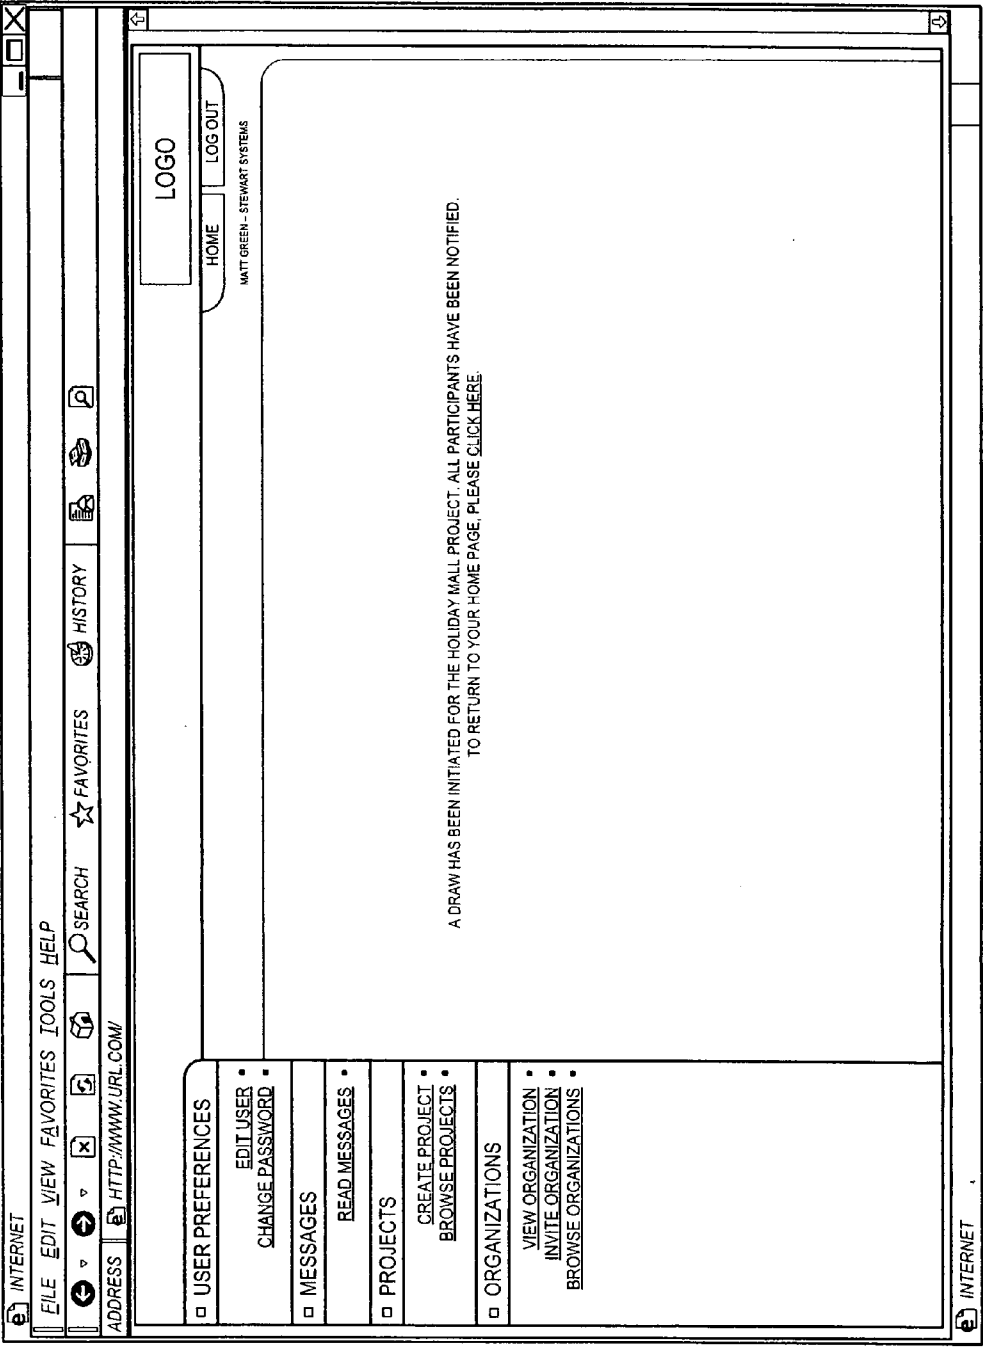 INTERNET
FILE EDIT VIEW FAVORITES TOOLS HELP
SEARCH FAVORITES HISTORY
ADDRESS HTTP://WWW.URL.COM/
LOGO
HOME LOG OUT
MATT GREEN – STEWART SYSTEMS
USER PREFERENCES
EDIT USER
CHANGE PASSWORD
MESSAGES
READ MESSAGES
PROJECTS
CREATE PROJECT
BROWSE PROJECTS
ORGANIZATIONS
VIEW ORGANIZATION
INVITE ORGANIZATION
BROWSE ORGANIZATIONS
A DRAW HAS BEEN INITIATED FOR THE HOLIDAY MALL PROJECT. ALL PARTICIPANTS HAVE BEEN NOTIFIED.
TO RETURN TO YOUR HOME PAGE, PLEASE CLICK HERE.
INTERNET